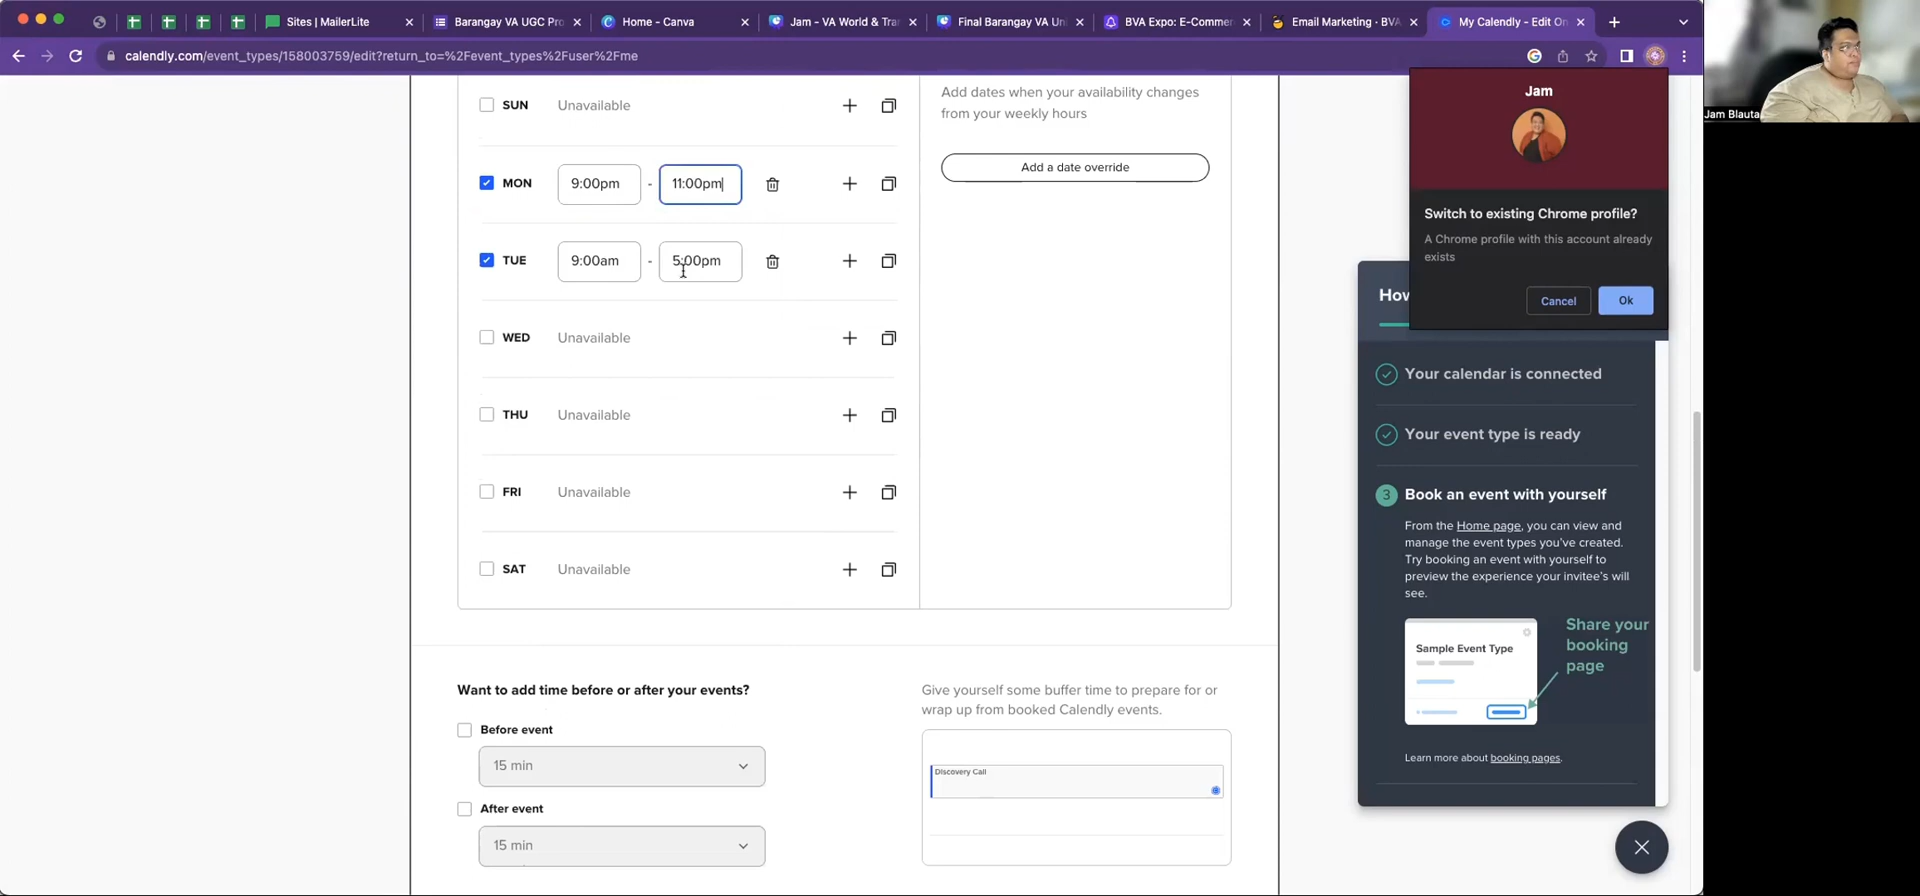 Sites | MailerLite
Barangay VA UGC Pro
Home - Canva
Jam - VA World & Tra
Final Barangay VA Un
BVA Expo: E-Commer
Email Marketing · BVA
My Calendly - Edit On
calendly.com/event_types/158003759/edit?return_to=%2Fevent_types%2Fuser%2Fme
Jam Blauta
SUN Unavailable
MON 9:00pm - 11:00pm
TUE 9:00am - 5:00pm
WED Unavailable
THU Unavailable
FRI Unavailable
SAT Unavailable
Add dates when your availability changes
from your weekly hours
Add a date override
Want to add time before or after your events?
Before event
15 min
After event
15 min
Give yourself some buffer time to prepare for or
wrap up from booked Calendly events.
Discovery Call
Jam
Switch to existing Chrome profile?
A Chrome profile with this account already
exists
Cancel Ok
Your calendar is connected
Your event type is ready
3 Book an event with yourself
From the Home page, you can view and
manage the event types you've created.
Try booking an event with yourself to
preview the experience your invitee's will
see.
Sample Event Type
Share your
booking
page
Learn more about booking pages.